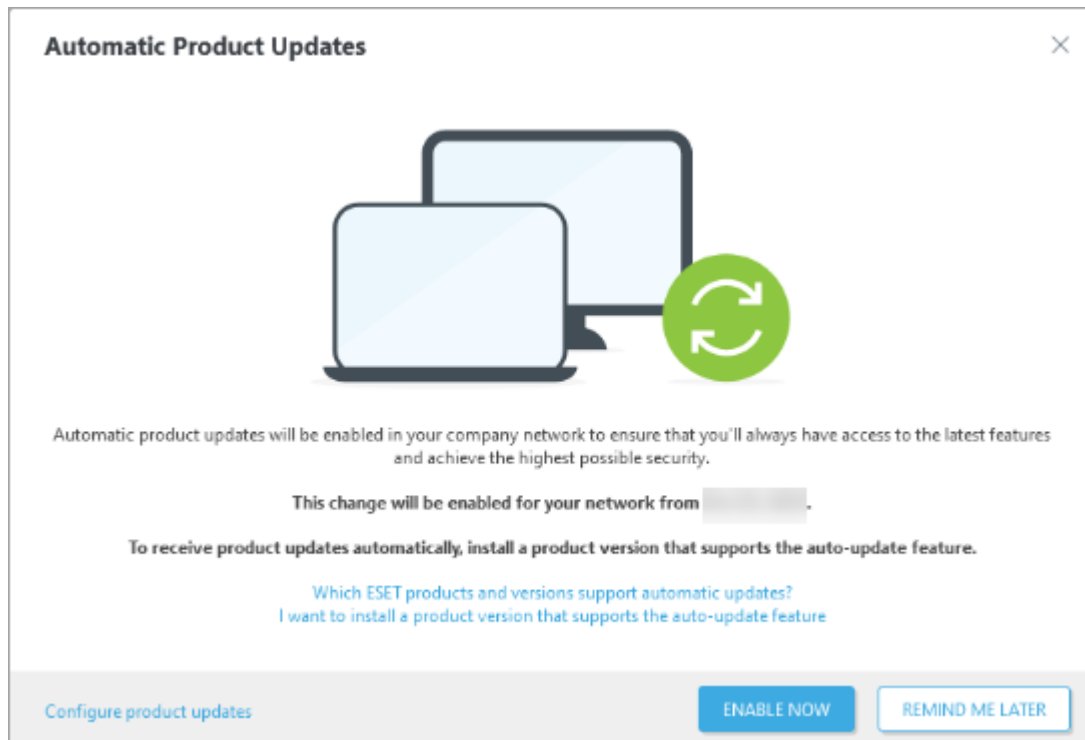 Automatic Product Updates
Automatic product updates will be enabled in your company network to ensure that you'll always have access to the latest features
and achieve the highest possible security.
This change will be enabled for your network from .
To receive product updates automatically, install a product version that supports the auto-update feature.
Which ESET products and versions support automatic updates?
I want to install a product version that supports the auto-update feature
Configure product updates
ENABLE NOW
REMIND ME LATER